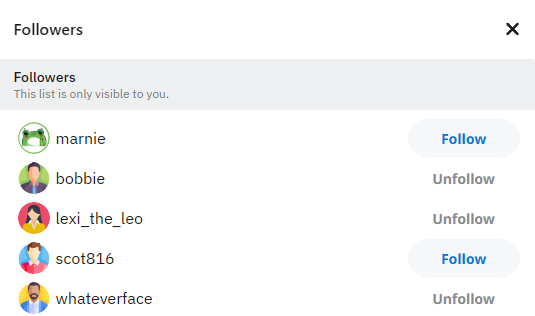 Followers
Followers
This list is only visible to you.
marnie
Follow
bobbie
Unfollow
lexi_the_leo
Unfollow
scot816
Follow
whateverface
Unfollow